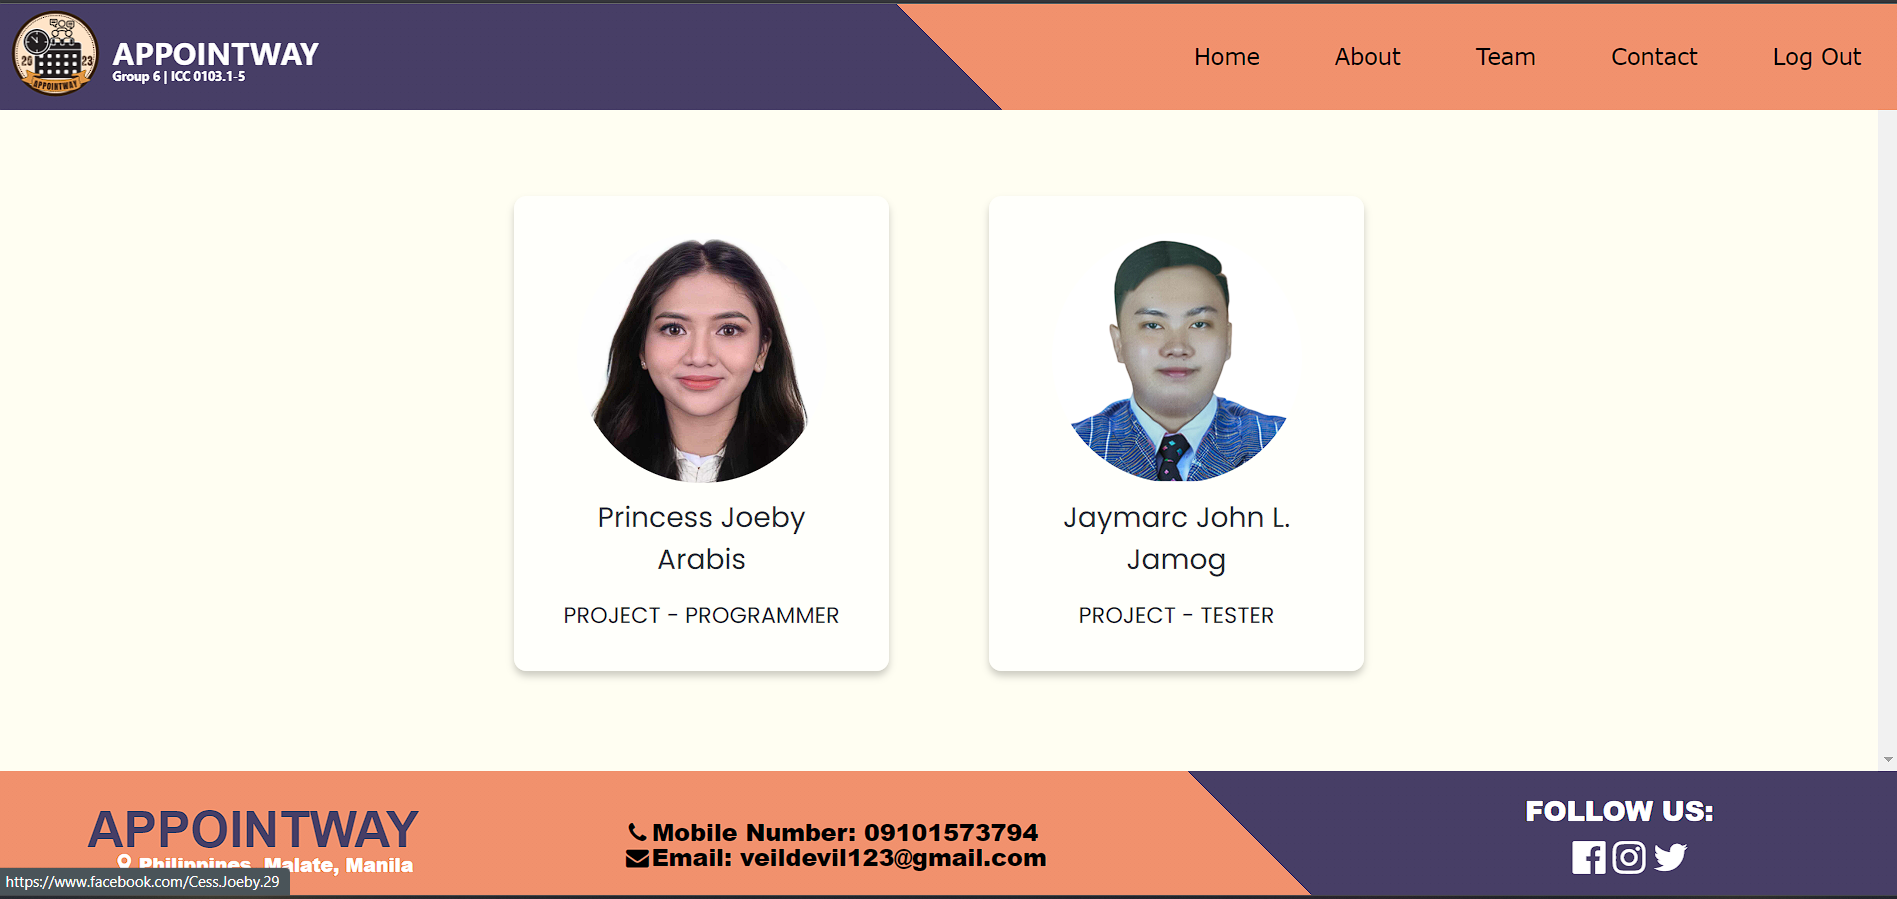 20 23
APPOINTWAY
APPOINTWAY
Group 6 | ICC 0103.1-5
Home
About
Team
Contact
Log Out
Princess Joeby
Arabis
PROJECT - PROGRAMMER
Jaymarc John L.
Jamog
PROJECT - TESTER
APPOINTWAY
Philippines, Malate, Manila
Mobile Number: 09101573794
Email: veildevil123@gmail.com
FOLLOW US:
https://www.facebook.com/Cess.Joeby.29